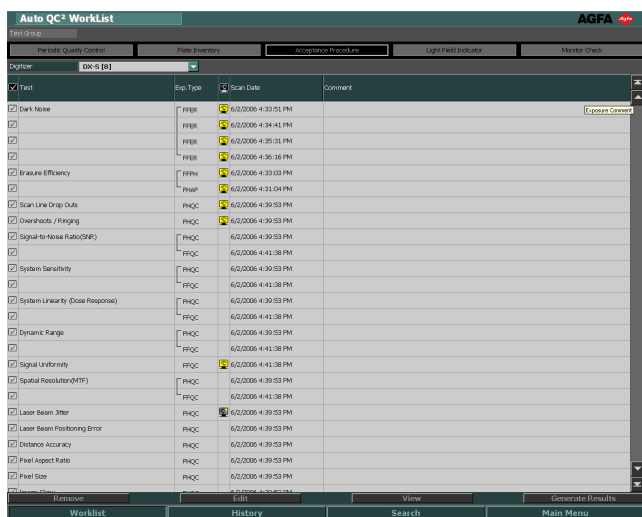 Auto QC² WorkList
AGFA
Test Group
Periodic Quality Control Plate Inventory Acceptance Procedure Light Field Indicator Monitor Check
Digitizer DX-S [8]
Test Exp.Type Scan Date Comment
Exposure Comment
Dark Noise FFER 6/2/2006 4:33:51 PM
FFER 6/2/2006 4:34:41 PM
FFER 6/2/2006 4:35:31 PM
FFER 6/2/2006 4:36:16 PM
Erasure Efficiency FFPH 6/2/2006 4:33:03 PM
PHAP 6/2/2006 4:31:04 PM
Scan Line Drop Outs PHQC 6/2/2006 4:39:53 PM
Overshoots / Ringing PHQC 6/2/2006 4:39:53 PM
Signal-to-Noise Ratio(SNR) PHQC 6/2/2006 4:39:53 PM
FFQC 6/2/2006 4:41:38 PM
System Sensitivity PHQC 6/2/2006 4:39:53 PM
FFQC 6/2/2006 4:41:38 PM
System Linearity (Dose Response) PHQC 6/2/2006 4:39:53 PM
FFQC 6/2/2006 4:41:38 PM
Dynamic Range PHQC 6/2/2006 4:39:53 PM
FFQC 6/2/2006 4:41:38 PM
Signal Uniformity FFQC 6/2/2006 4:41:38 PM
Spatial Resolution(MTF) PHQC 6/2/2006 4:39:53 PM
FFQC 6/2/2006 4:41:38 PM
Laser Beam Jitter PHQC 6/2/2006 4:39:53 PM
Laser Beam Positioning Error PHQC 6/2/2006 4:39:53 PM
Distance Accuracy PHQC 6/2/2006 4:39:53 PM
Pixel Aspect Ratio PHQC 6/2/2006 4:39:53 PM
Pixel Size PHQC 6/2/2006 4:39:53 PM
Remove Edit View Generate Results
Worklist History Search Main Menu